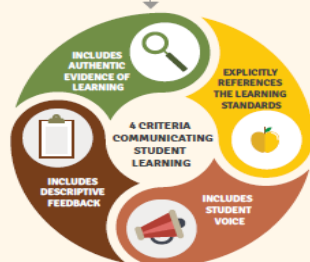 INCLUDES
AUTHENTIC
EVIDENCE OF
LEARNING
EXPLICITLY
REFERENCES
THE LEARNING
STANDARDS
4 CRITERIA
COMMUNICATING
STUDENT
LEARNING
INCLUDES
DESCRIPTIVE
FEEDBACK
INCLUDES
STUDENT
VOICE